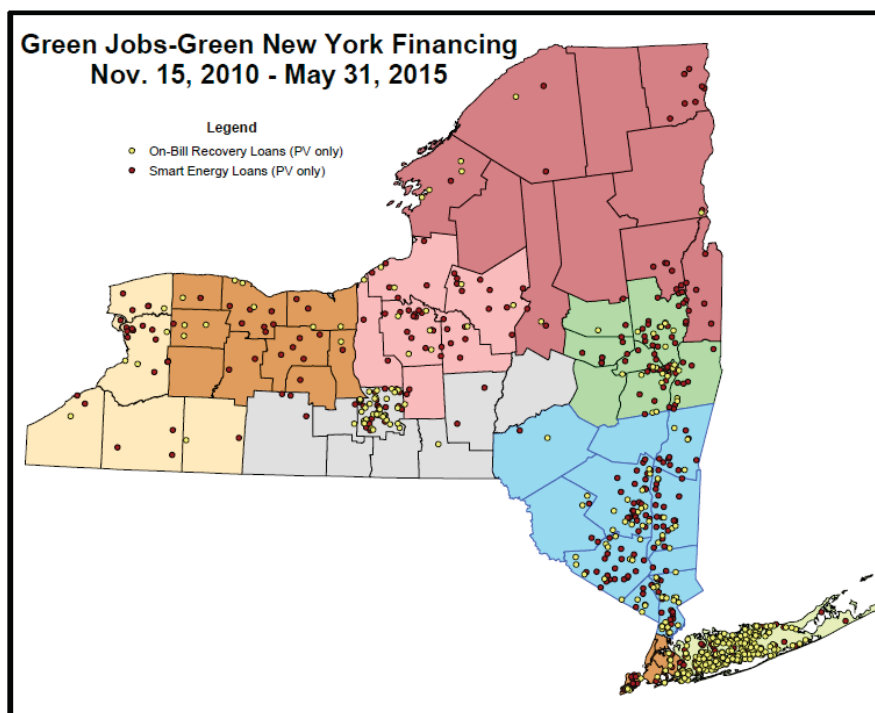 Green Jobs-Green New York Financing
Nov. 15, 2010 - May 31, 2015
Legend
On-Bill Recovery Loans (PV only)
Smart Energy Loans (PV only)